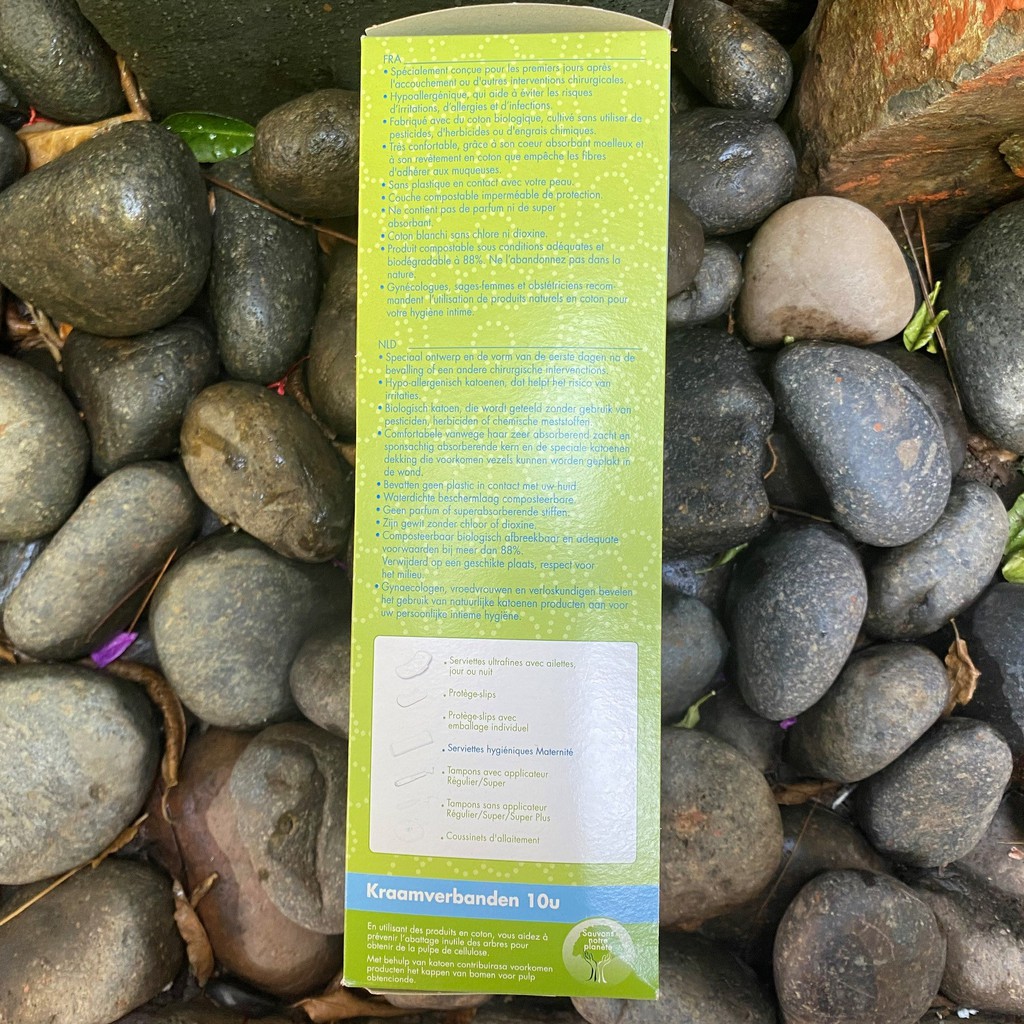 FRA
• Spécialement conçue pour les premiers jours après
l'accouchement ou d'autres interventions chirurgicales.
• Hypoallergénique, qui aide à éviter les risques
d'irritations, d'allergies et d'infections.
• Fabriqué avec du coton biologique, cultivé sans utiliser de
pesticides, d'herbicides ou d'engrais chimiques.
• Très confortable, grâce à son coeur absorbant moelleux et
à son revêtement en coton que empêche les fibres
d'adhérer aux muqueuses.
• Sans plastique en contact avec votre peau.
• Couche compostable imperméable de protection.
• Ne contient pas de parfum ni de super
absorbant.
• Coton blanchi sans chlore ni dioxine.
• Produit compostable sous conditions adéquates et
biodégradable à 88%. Ne l'abandonnez pas dans la
nature.
• Gynécologues, sages-femmes et obstétriciens recom-
mandent l'utilisation de produits naturels en coton pour
votre hygiène intime.
NLD
• Speciaal ontwerp en de vorm van de eerste dagen na de
bevalling of een andere chirurgische intervenctions.
• Hypo-allergenisch katoenen, dat helpt het risico van
irritaties.
• Biologisch katoen, die wordt geteeld zonder gebruik van
pesticiden, herbiciden of chemische meststoffen.
• Comfortabele vanwege haar zeer absorberend zacht en
sponsachtig absorberende kern en de speciale katoenen
dekking die voorkomen vezels kunnen worden geplakt in
de wond.
• Bevatten geen plastic in contact met uw huid.
• Waterdichte beschermlaag composteerbare.
• Geen parfum of superabsorberende stiffen.
• Zijn gewit zonder chloor of dioxine.
• Composteerbaar biologisch afbreekbaar en adequate
voorwaarden bij meer dan 88%.
Verwijderd op een geschikte plaats, respect voor
het milieu.
• Gynaecologen, vroedvrouwen en verloskundigen bevelen
het gebruik van natuurlijke katoenen producten aan voor
uw persoonlijke intieme hygiëne.
• Serviettes ultrafines avec ailettes,
jour ou nuit
• Protège-slips
• Protège-slips avec
emballage individuel
• Serviettes hygiéniques Maternité
• Tampons avec applicateur
Régulier/Super
• Tampons sans applicateur
Régulier/Super/Super Plus
• Coussinets d'allaitement
Kraamverbanden 10u
En utilisant des produits en coton, vous aidez à
prévenir l'abattage inutile des arbres pour
obtenir de la pulpe de cellulose.
Met behulp van katoen contribuirasa voorkomen
producten het kappen van bomen voor pulp
obtencionde.
Sauvons
notre
planète